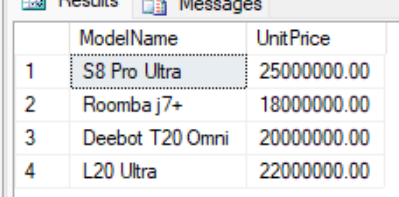 Results Messages
ModelName UnitPrice
1 S8 Pro Ultra 25000000.00
2 Roomba j7+ 18000000.00
3 Deebot T20 Omni 20000000.00
4 L20 Ultra 22000000.00